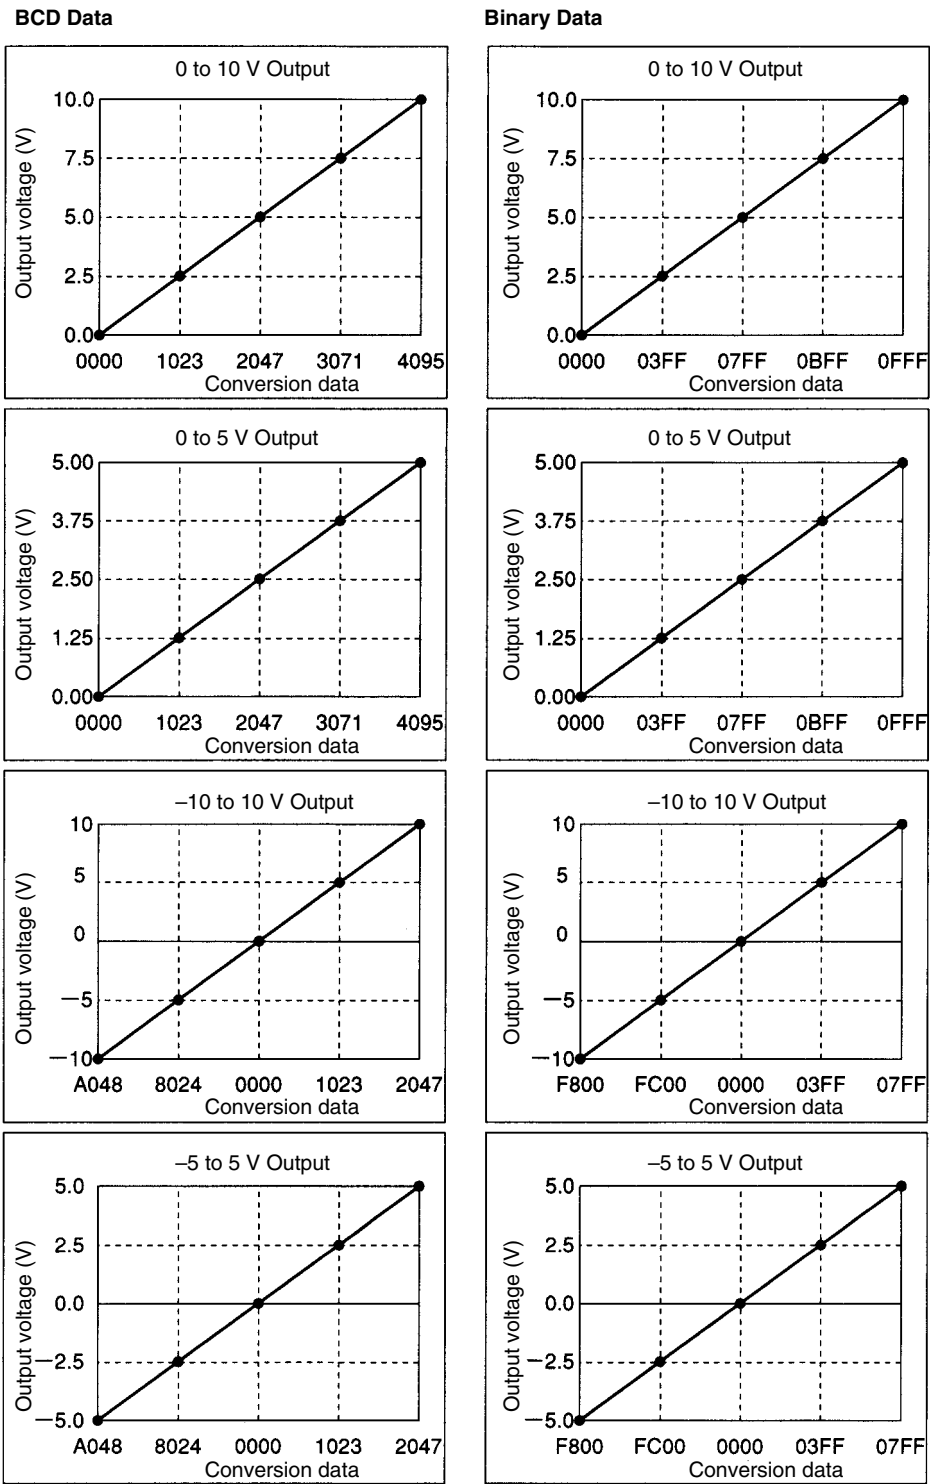 BCD Data
0 to 10 V Output
Output voltage (V)
10.0
7.5
5.0
2.5
0.0
0000 1023 2047 3071 4095
Conversion data
0 to 5 V Output
Output voltage (V)
5.00
3.75
2.50
1.25
0.00
0000 1023 2047 3071 4095
Conversion data
–10 to 10 V Output
Output voltage (V)
10
5
0
–5
–10
A048 8024 0000 1023 2047
Conversion data
–5 to 5 V Output
Output voltage (V)
5.0
2.5
0.0
–2.5
–5.0
A048 8024 0000 1023 2047
Conversion data
Binary Data
0 to 10 V Output
Output voltage (V)
10.0
7.5
5.0
2.5
0.0
0000 03FF 07FF 0BFF 0FFF
Conversion data
0 to 5 V Output
Output voltage (V)
5.00
3.75
2.50
1.25
0.00
0000 03FF 07FF 0BFF 0FFF
Conversion data
–10 to 10 V Output
Output voltage (V)
10
5
0
–5
–10
F800 FC00 0000 03FF 07FF
Conversion data
–5 to 5 V Output
Output voltage (V)
5.0
2.5
0.0
–2.5
–5.0
F800 FC00 0000 03FF 07FF
Conversion data